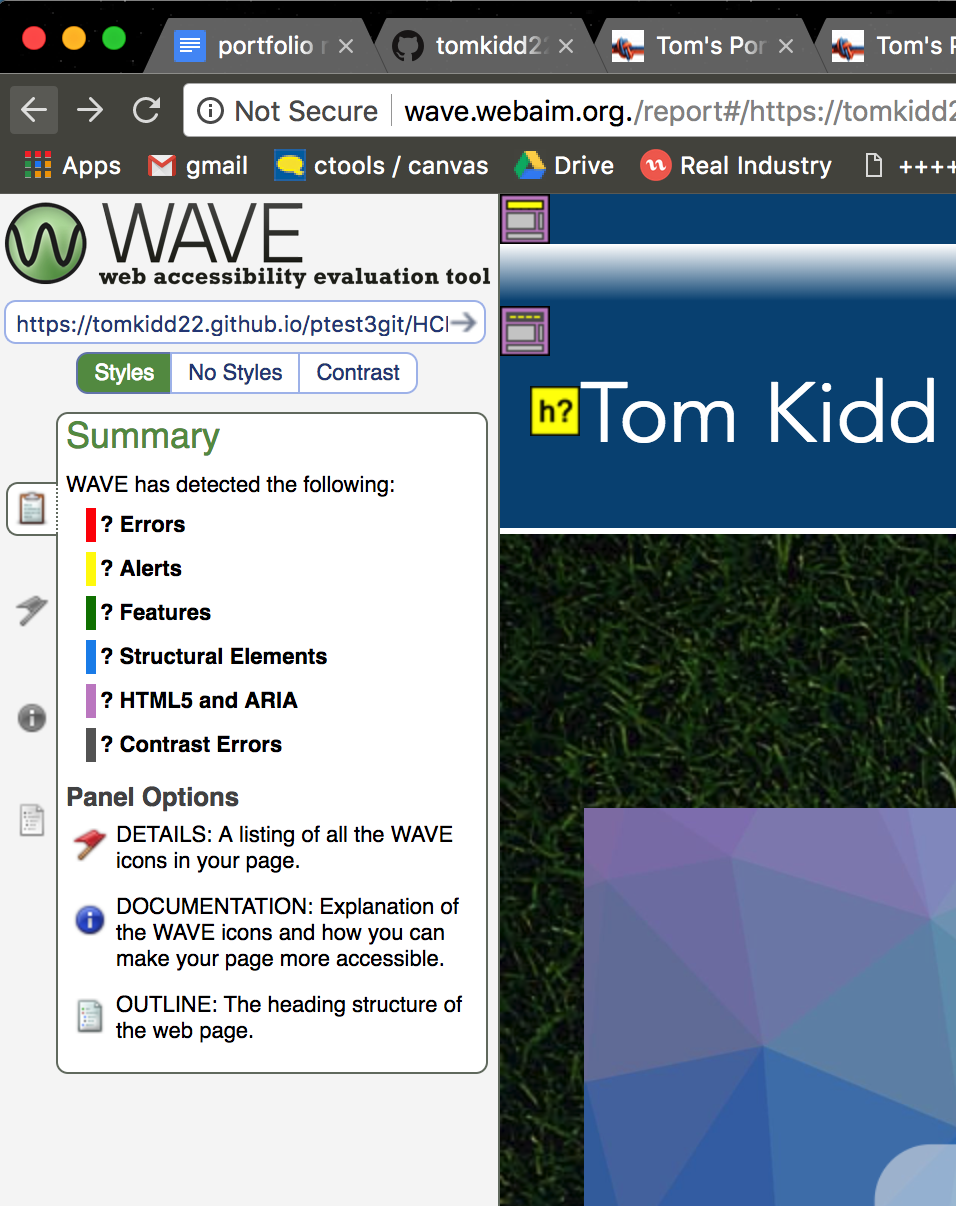 portfolio
tomkidd22
Tom's Por
Tom's
Not Secure
wave.webaim.org./report#/https://tomkidd2
Apps
gmail
ctools / canvas
Drive
Real Industry
++++
WAVE
web accessibility evaluation tool
https://tomkidd22.github.io/ptest3git/HCI
Styles
No Styles
Contrast
h?
Tom Kidd
Summary
WAVE has detected the following:
? Errors
? Alerts
? Features
? Structural Elements
? HTML5 and ARIA
? Contrast Errors
Panel Options
DETAILS: A listing of all the WAVE
icons in your page.
DOCUMENTATION: Explanation of
the WAVE icons and how you can
make your page more accessible.
OUTLINE: The heading structure of
the web page.